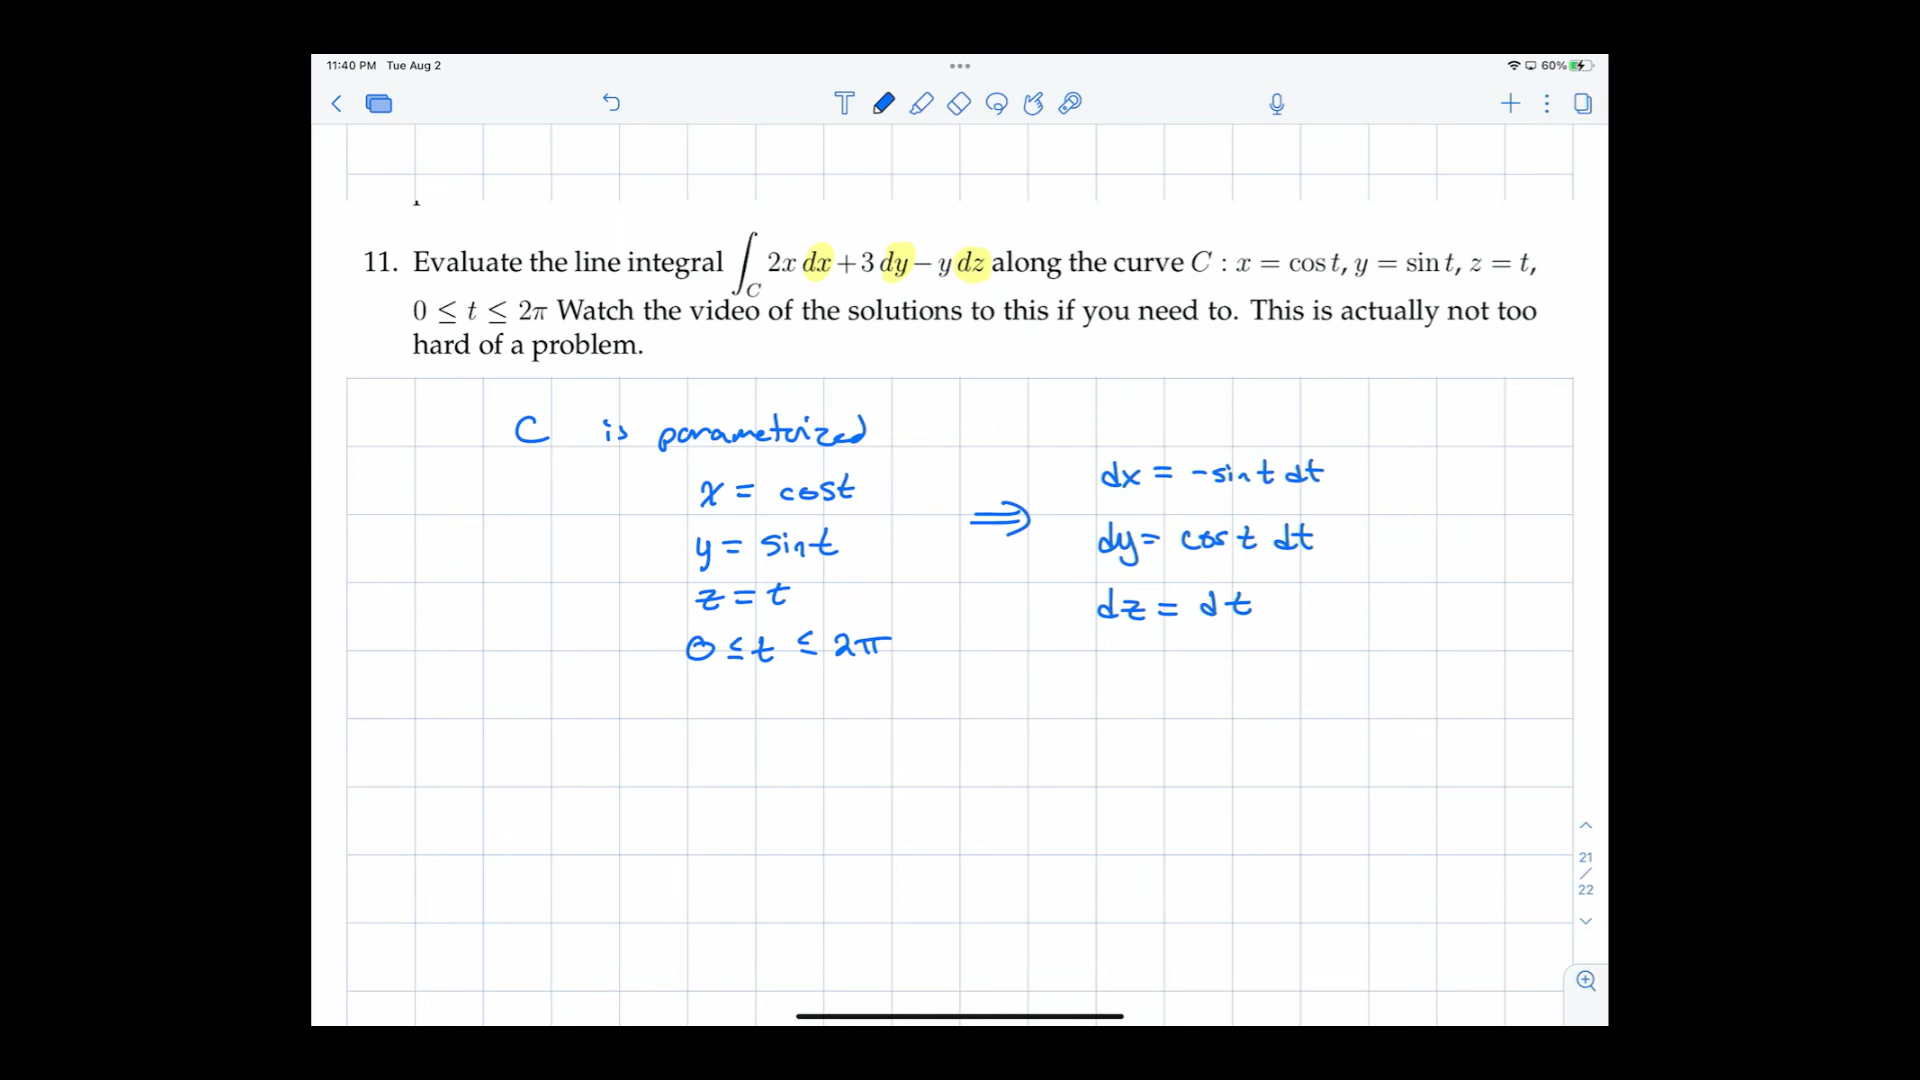 11:40 PM Tue Aug 2
60%
11. Evaluate the line integral ∫_C 2x dx + 3 dy − y dz along the curve C : x = cos t, y = sin t, z = t,
0 ≤ t ≤ 2π Watch the video of the solutions to this if you need to. This is actually not too
hard of a problem.
C is parametrized
x = cost
y = sint
z = t
0 ≤ t ≤ 2π
⇒
dx = -sin t dt
dy = cos t dt
dz = dt
21
/
22